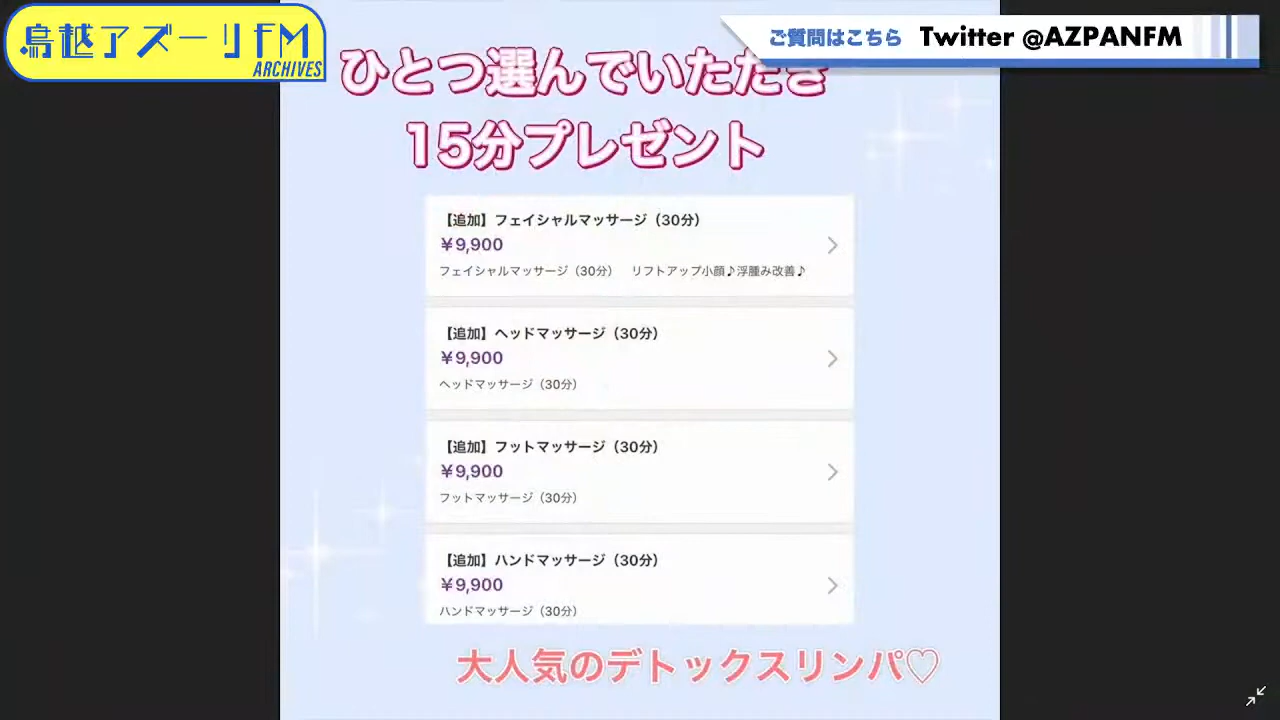 鳥越アズーリFM
ARCHIVES
ご質問はこちら Twitter @AZPANFM
ひとつ選んでいただき
15分プレゼント
【追加】フェイシャルマッサージ（30分）
¥9,900
フェイシャルマッサージ（30分） リフトアップ小顔♪浮腫み改善♪
【追加】ヘッドマッサージ（30分）
¥9,900
ヘッドマッサージ（30分）
【追加】フットマッサージ（30分）
¥9,900
フットマッサージ（30分）
【追加】ハンドマッサージ（30分）
¥9,900
ハンドマッサージ（30分）
大人気のデトックスリンパ♡